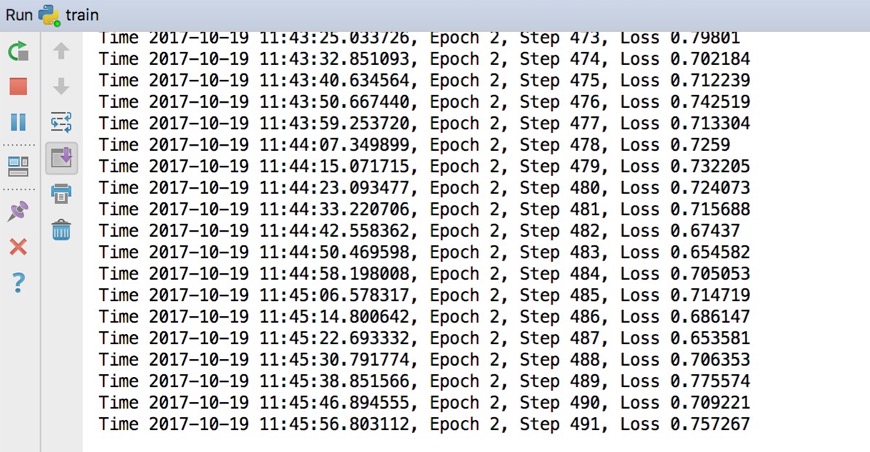 Run train
Time 2017-10-19 11:43:25.033726, Epoch 2, Step 473, Loss 0.79801
Time 2017-10-19 11:43:32.851093, Epoch 2, Step 474, Loss 0.702184
Time 2017-10-19 11:43:40.634564, Epoch 2, Step 475, Loss 0.712239
Time 2017-10-19 11:43:50.667440, Epoch 2, Step 476, Loss 0.742519
Time 2017-10-19 11:43:59.253720, Epoch 2, Step 477, Loss 0.713304
Time 2017-10-19 11:44:07.349899, Epoch 2, Step 478, Loss 0.7259
Time 2017-10-19 11:44:15.071715, Epoch 2, Step 479, Loss 0.732205
Time 2017-10-19 11:44:23.093477, Epoch 2, Step 480, Loss 0.724073
Time 2017-10-19 11:44:33.220706, Epoch 2, Step 481, Loss 0.715688
Time 2017-10-19 11:44:42.558362, Epoch 2, Step 482, Loss 0.67437
Time 2017-10-19 11:44:50.469598, Epoch 2, Step 483, Loss 0.654582
Time 2017-10-19 11:44:58.198008, Epoch 2, Step 484, Loss 0.705053
Time 2017-10-19 11:45:06.578317, Epoch 2, Step 485, Loss 0.714719
Time 2017-10-19 11:45:14.800642, Epoch 2, Step 486, Loss 0.686147
Time 2017-10-19 11:45:22.693332, Epoch 2, Step 487, Loss 0.653581
Time 2017-10-19 11:45:30.791774, Epoch 2, Step 488, Loss 0.706353
Time 2017-10-19 11:45:38.851566, Epoch 2, Step 489, Loss 0.775574
Time 2017-10-19 11:45:46.894555, Epoch 2, Step 490, Loss 0.709221
Time 2017-10-19 11:45:56.803112, Epoch 2, Step 491, Loss 0.757267